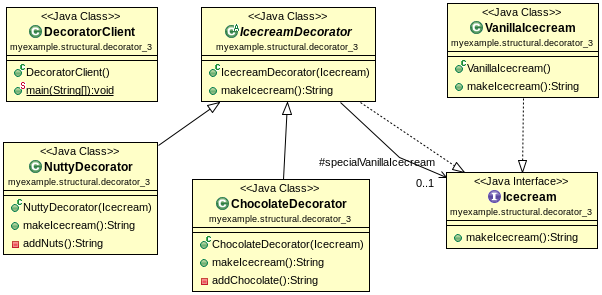 <<Java Class>>
DecoratorClient
myexample.structural.decorator_3
DecoratorClient()
main(String[]):void
<<Java Class>>
IcecreamDecorator
myexample.structural.decorator_3
IcecreamDecorator(Icecream)
makeIcecream():String
<<Java Class>>
VanillaIcecream
myexample.structural.decorator_3
VanillaIcecream()
makeIcecream():String
<<Java Class>>
NuttyDecorator
myexample.structural.decorator_3
NuttyDecorator(Icecream)
makeIcecream():String
addNuts():String
<<Java Class>>
ChocolateDecorator
myexample.structural.decorator_3
ChocolateDecorator(Icecream)
makeIcecream():String
addChocolate():String
#specialVanillaIcecream
0..1
<<Java Interface>>
Icecream
myexample.structural.decorator_3
makeIcecream():String